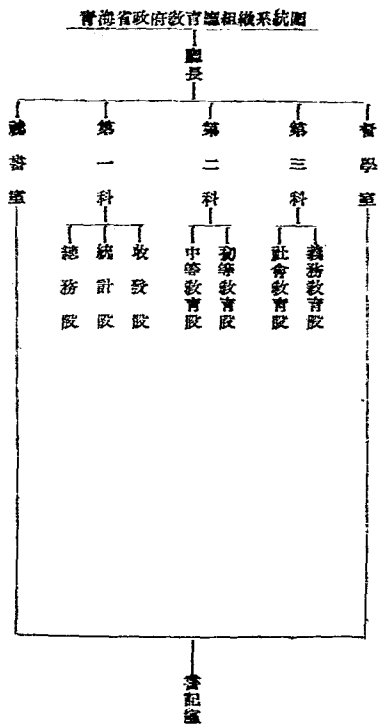 青海省政府教育廳組織系統圖
廳長
秘書室
第一科
第二科
第三科
督學室
總務股
統計股
收發股
中等教育股
初等教育股
社會教育股
義務教育股
書記室